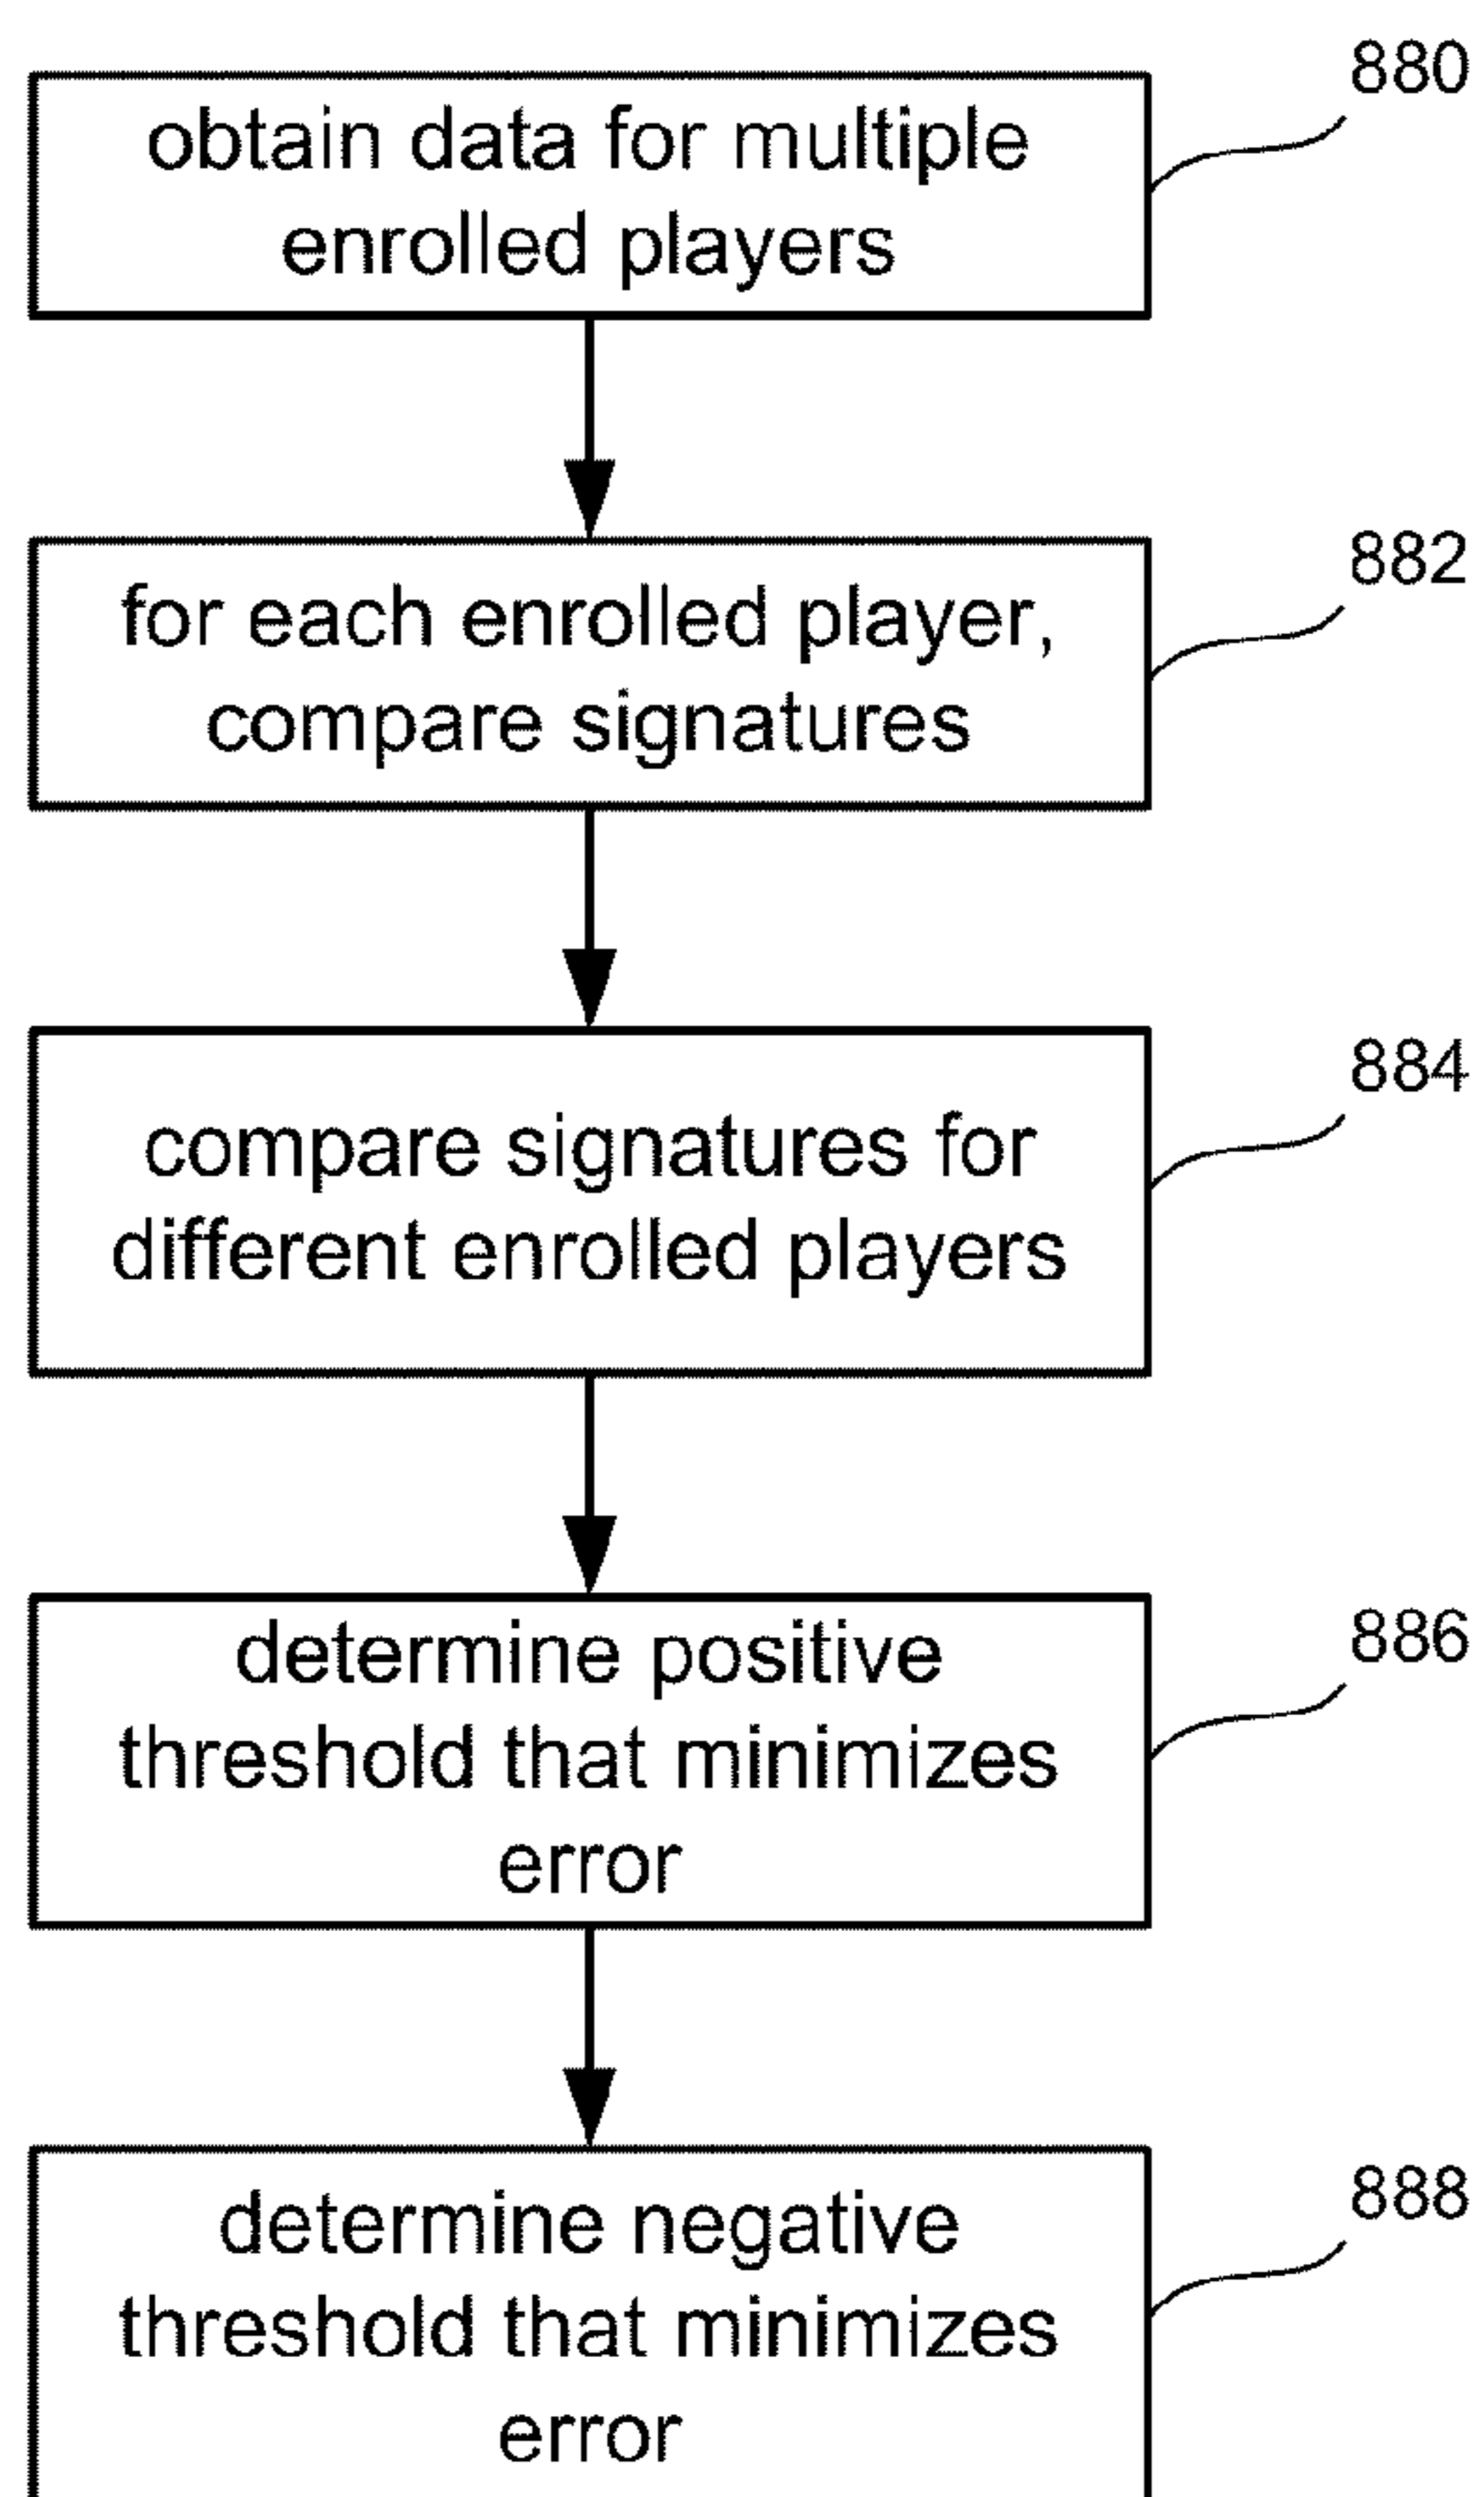 880
obtain data for multiple
enrolled players
882
for each enrolled player,
compare signatures
884
compare signatures for
different enrolled players
886
determine positive
threshold that minimizes
error
888
determine negative
threshold that minimizes
error